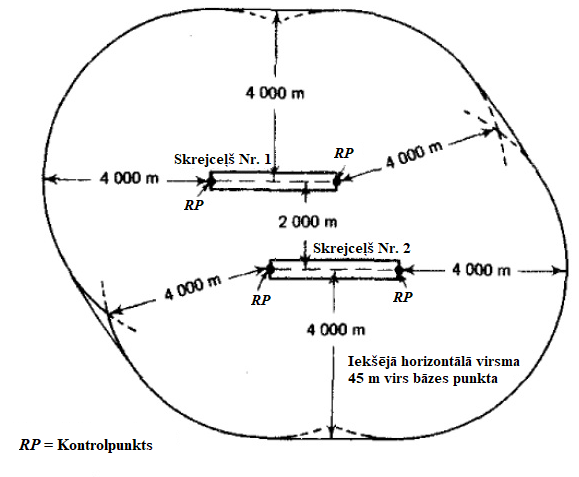 4 000 m
Skrejceļš Nr. 1
RP
4 000 m
4 000 m
RP
2 000 m
Skrejceļš Nr. 2
4 000 m
4 000 m
RP
RP
4 000 m
Iekšējā horizontālā virsma
45 m virs bāzes punkta
RP = Kontrolpunkts